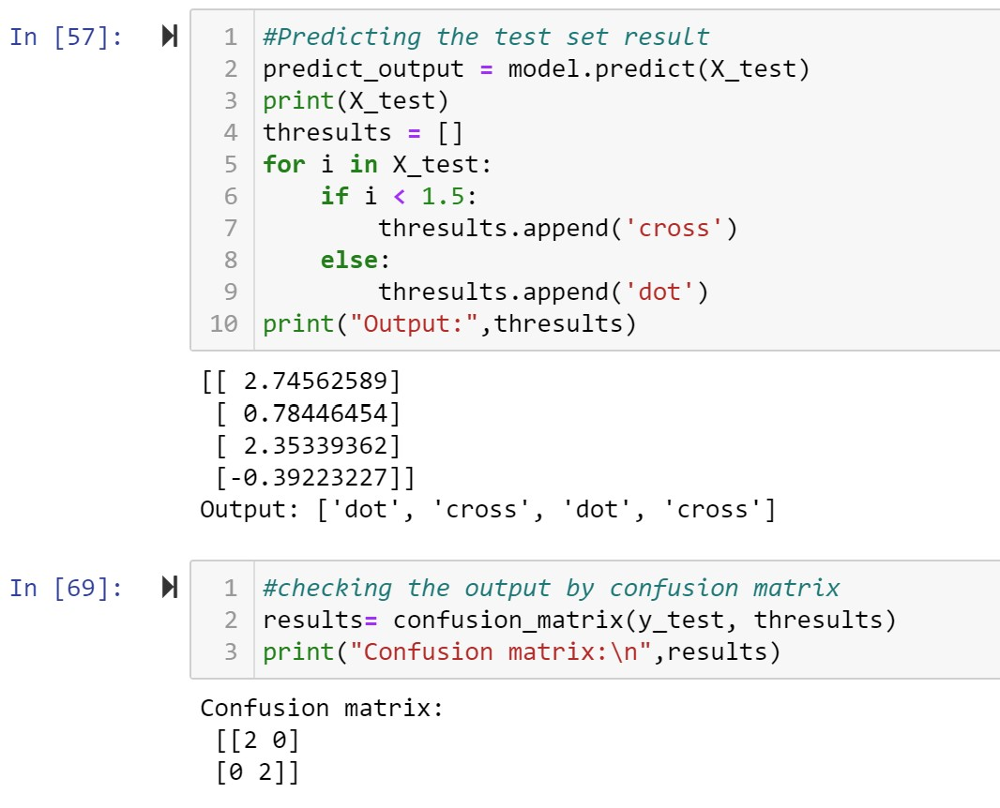 In [57]:
1 #Predicting the test set result
2 predict_output = model.predict(X_test)
3 print(X_test)
4 thresults = []
5 for i in X_test:
6     if i < 1.5:
7         thresults.append('cross')
8     else:
9         thresults.append('dot')
10 print("Output:",thresults)
[[ 2.74562589]
 [ 0.78446454]
 [ 2.35339362]
 [-0.39223227]]
Output: ['dot', 'cross', 'dot', 'cross']
In [69]:
1 #checking the output by confusion matrix
2 results= confusion_matrix(y_test, thresults)
3 print("Confusion matrix:\n",results)
Confusion matrix:
 [[2 0]
 [0 2]]